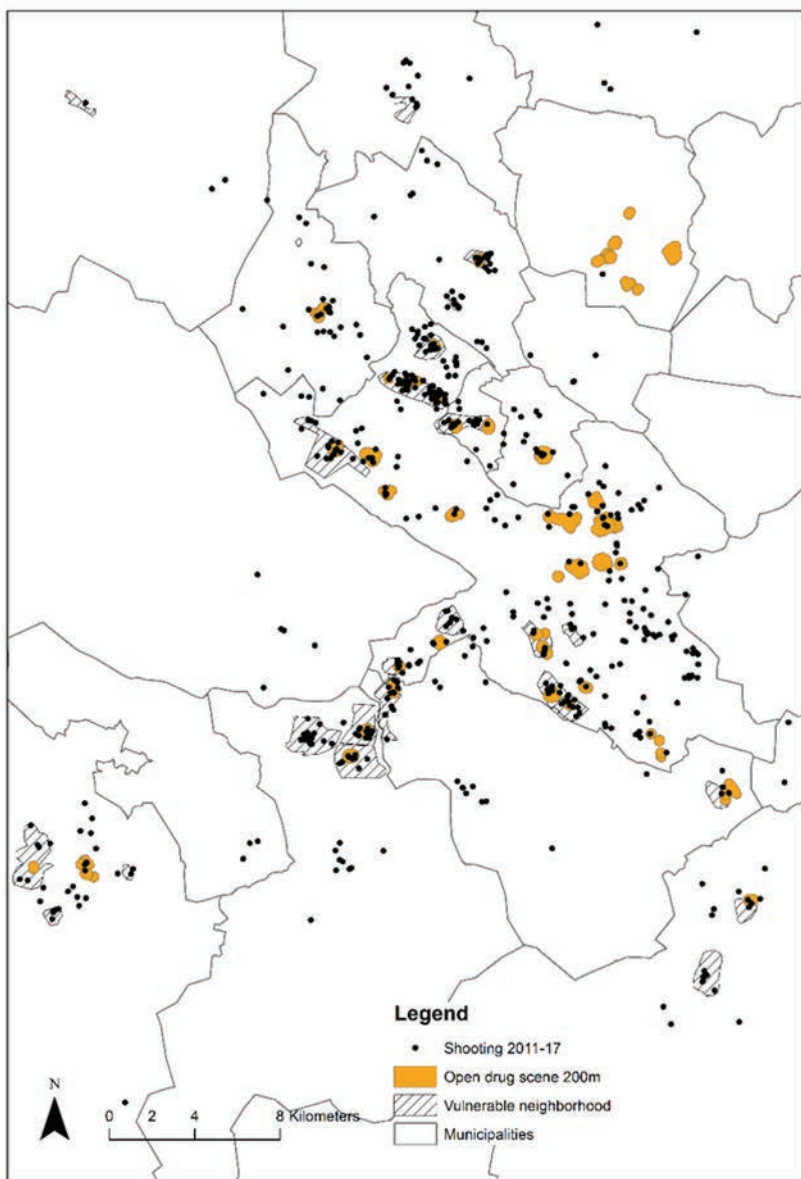 Legend
Shooting 2011-17
Open drug scene 200m
Vulnerable neighborhood
Municipalities
N
0 2 4 8 Kilometers